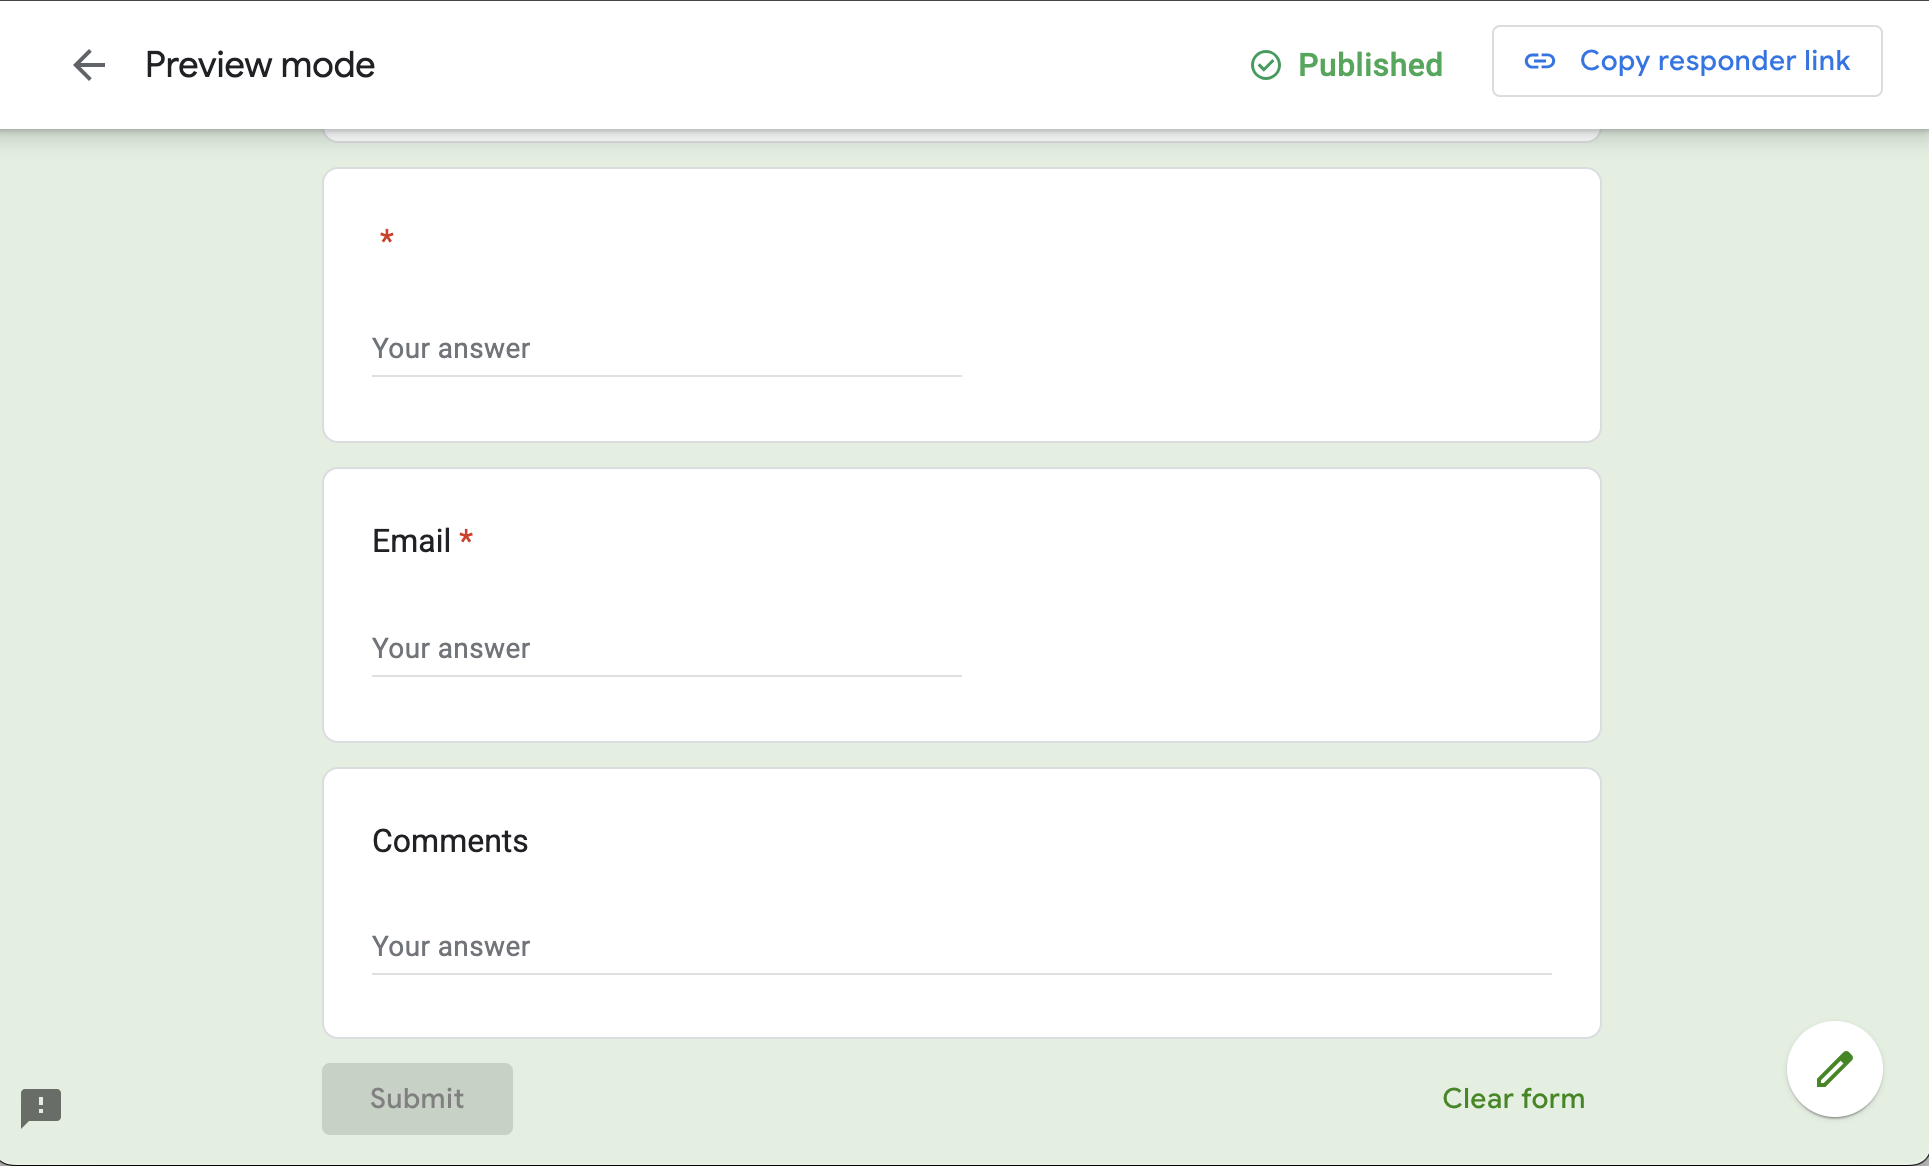 Preview mode
Published
Copy responder link
*
Your answer
Email *
Your answer
Comments
Your answer
Submit
Clear form